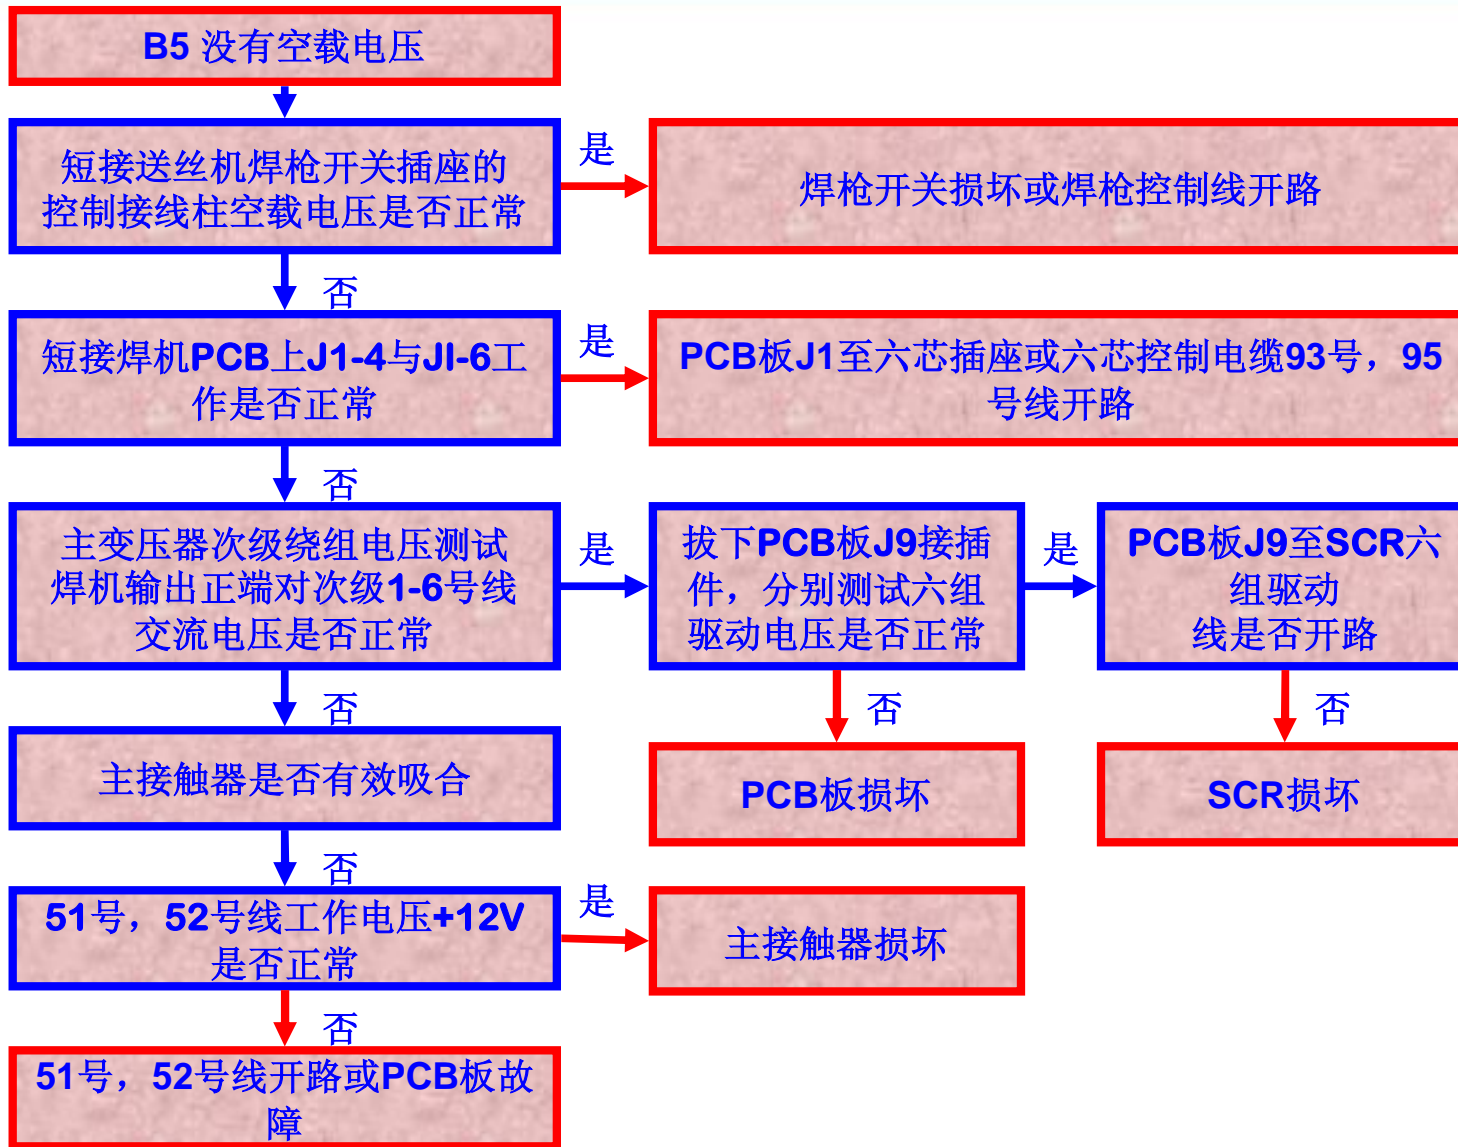 B5 没有空载电压
短接送丝机焊枪开关插座的
控制接线柱空载电压是否正常
是
焊枪开关损坏或焊枪控制线开路
否
短接焊机PCB上J1-4与JI-6工
作是否正常
是
PCB板J1至六芯插座或六芯控制电缆93号，95
号线开路
否
主变压器次级绕组电压测试
焊机输出正端对次级1-6号线
交流电压是否正常
是
拔下PCB板J9接插
件，分别测试六组
驱动电压是否正常
是
PCB板J9至SCR六
组驱动
线是否开路
否
否
否
主接触器是否有效吸合
PCB板损坏
SCR损坏
否
51号，52号线工作电压+12V
是否正常
是
主接触器损坏
否
51号，52号线开路或PCB板故
障